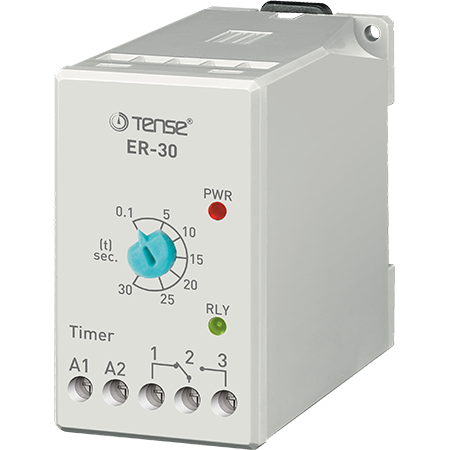 TENSE®
ER-30
PWR
0.1 5
10
(t)
sec.
15
20
30 25
RLY
Timer
A1 A2 1 2 3